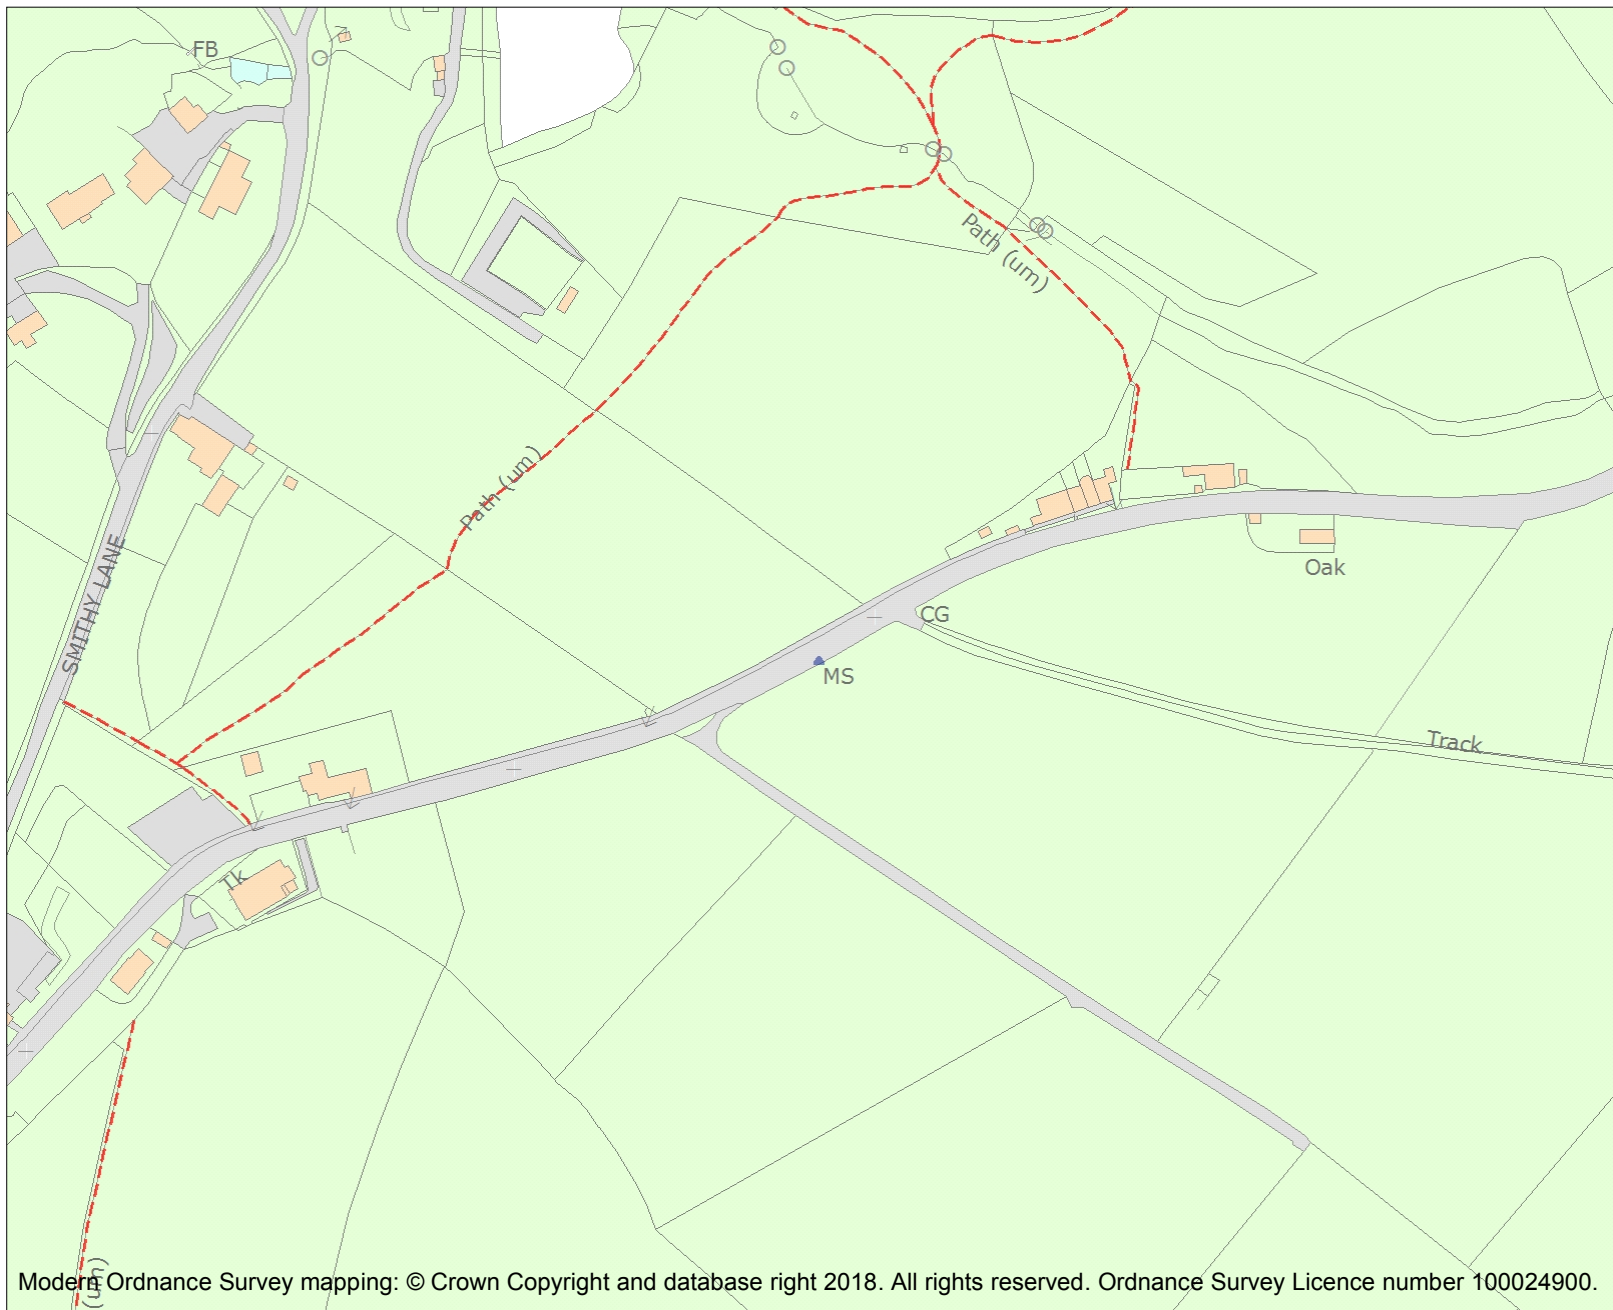 FB
Path (um)
Path (um)
SMITHY LANE
Oak
CG
MS
Track
Tk
(um)
Modern Ordnance Survey mapping: © Crown Copyright and database right 2018. All rights reserved. Ordnance Survey Licence number 100024900.